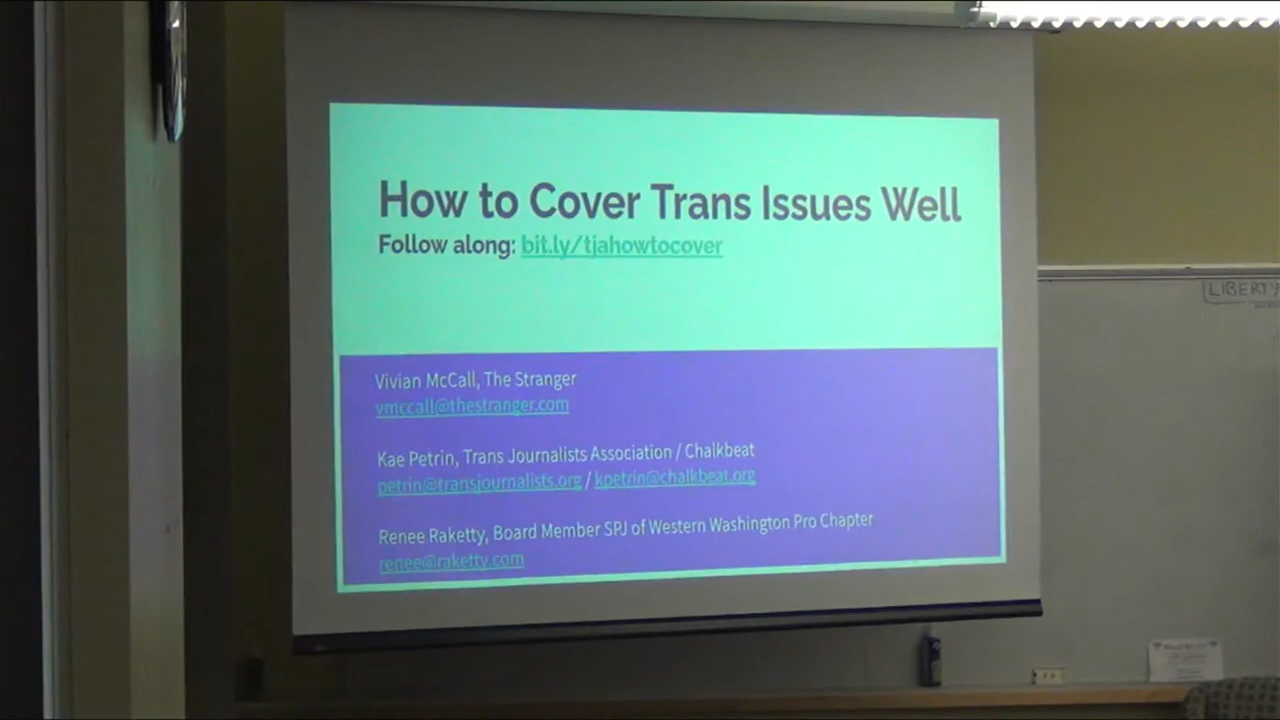 How to Cover Trans Issues Well
Follow along: bit.ly/tjahowtocover
Vivian McCall, The Stranger
vmccall@thestranger.com
Kae Petrin, Trans Journalists Association / Chalkbeat
petrin@transjournalists.org / kpetrin@chalkbeat.org
Renee Raketty, Board Member SPJ of Western Washington Pro Chapter
renee@raketty.com
LIBERTY